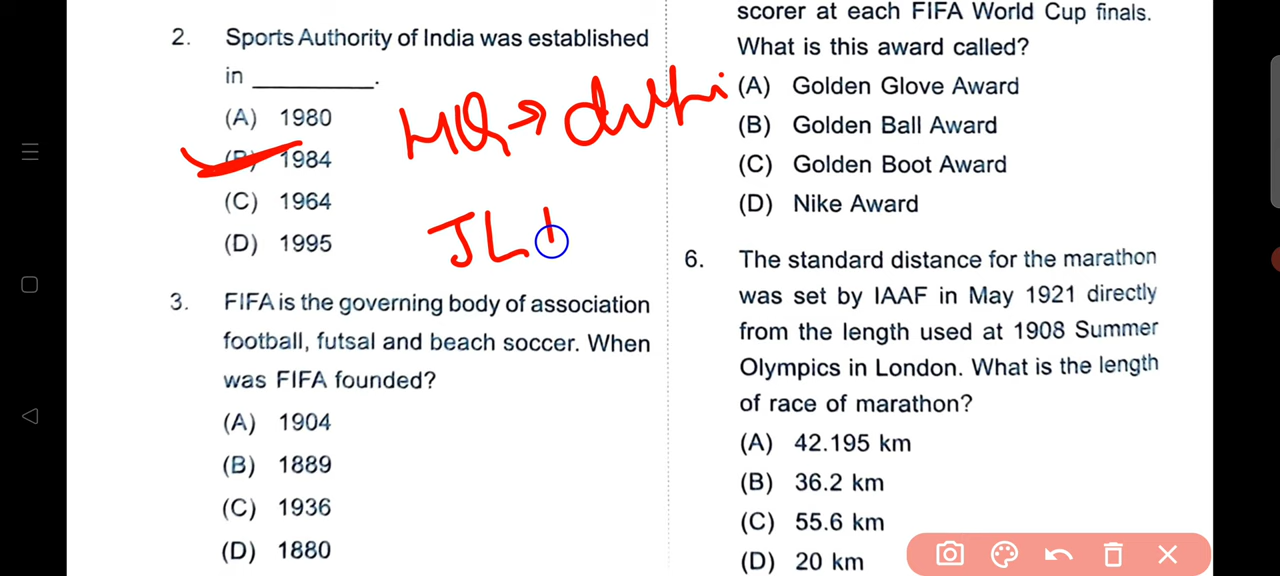 2. Sports Authority of India was established
in __________.
(A) 1980
(B) 1984
(C) 1964
(D) 1995
HQ → delhi
JL
3. FIFA is the governing body of association
football, futsal and beach soccer. When
was FIFA founded?
(A) 1904
(B) 1889
(C) 1936
(D) 1880
scorer at each FIFA World Cup finals.
What is this award called?
(A) Golden Glove Award
(B) Golden Ball Award
(C) Golden Boot Award
(D) Nike Award
6. The standard distance for the marathon
was set by IAAF in May 1921 directly
from the length used at 1908 Summer
Olympics in London. What is the length
of race of marathon?
(A) 42.195 km
(B) 36.2 km
(C) 55.6 km
(D) 20 km